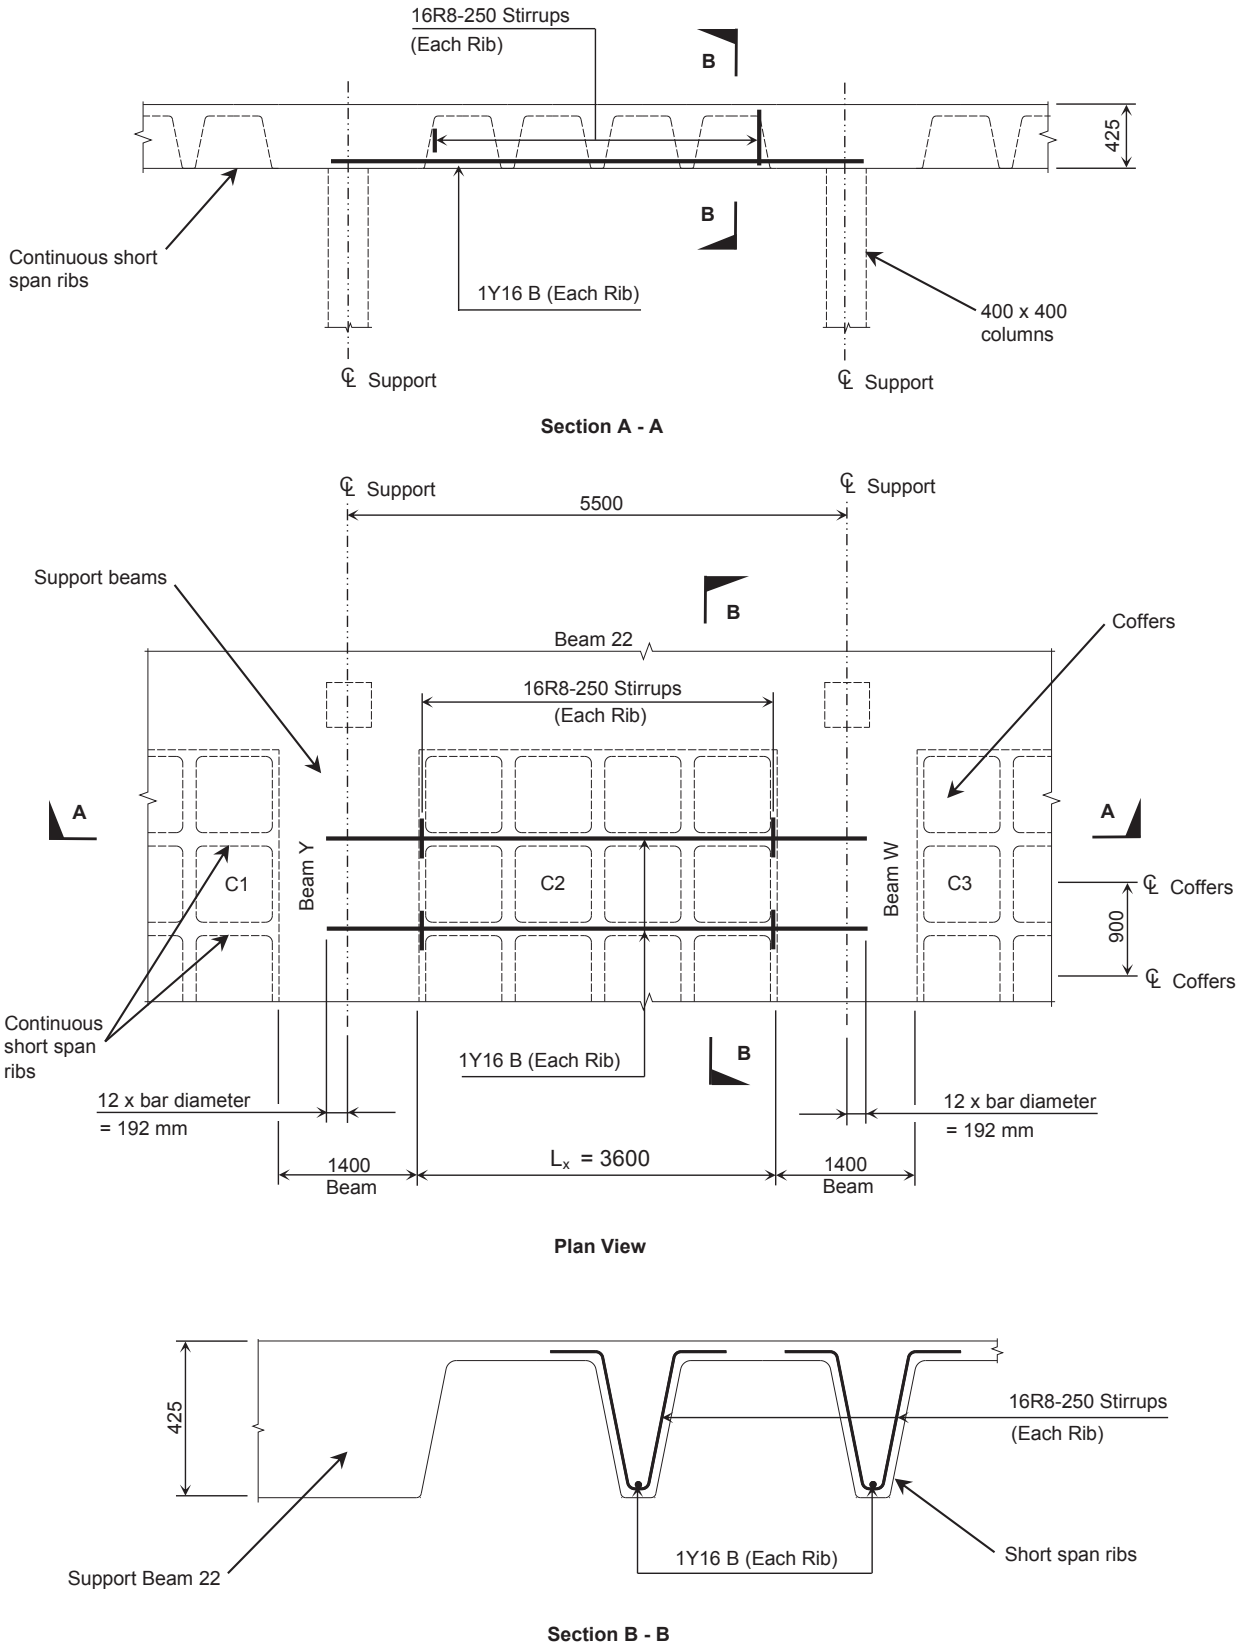 16R8-250 Stirrups
(Each Rib)
B
425
B
Continuous short
span ribs
1Y16 B (Each Rib)
400 x 400
columns
℄ Support
℄ Support
Section A - A
℄ Support
℄ Support
5500
Support beams
B
Coffers
Beam 22
16R8-250 Stirrups
(Each Rib)
A
A
Beam Y
Beam W
C1
C2
C3
℄ Coffers
900
℄ Coffers
Continuous
short span
ribs
1Y16 B (Each Rib)
B
12 x bar diameter
= 192 mm
12 x bar diameter
= 192 mm
1400
Beam
Lₓ = 3600
1400
Beam
Plan View
425
16R8-250 Stirrups
(Each Rib)
1Y16 B (Each Rib)
Short span ribs
Support Beam 22
Section B - B